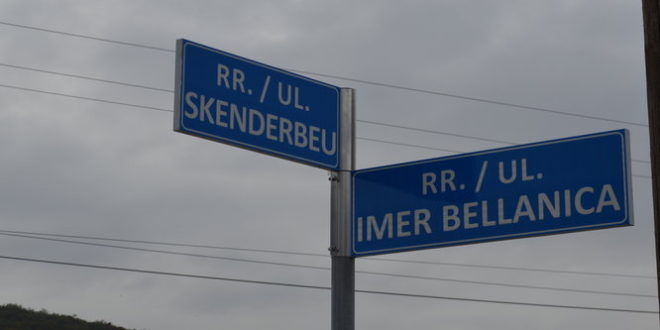 RR. / UL.
SKENDERBEU
RR. / UL.
IMER BELLANICA